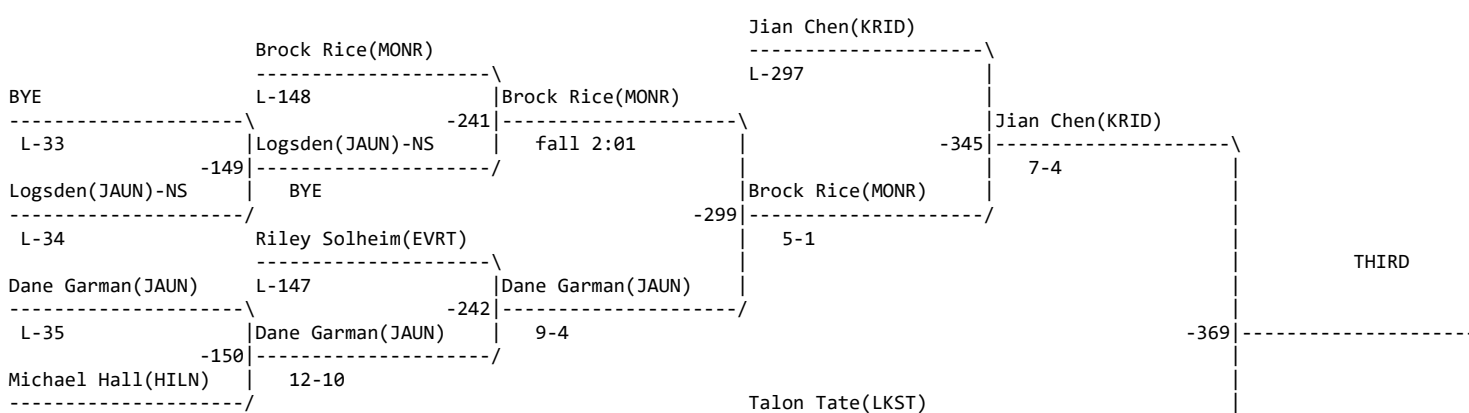 Jian Chen(KRID)
Brock Rice(MONR) ---------------------\
---------------------\ L-297 |
BYE L-148 |Brock Rice(MONR) |
---------------------\ -241|---------------------\ |Jian Chen(KRID)
L-33 |Logsden(JAUN)-NS | fall 2:01 | -345|---------------------\
-149|---------------------/ | | 7-4 |
Logsden(JAUN)-NS | BYE |Brock Rice(MONR) | |
---------------------/ -299|---------------------/ |
L-34 Riley Solheim(EVRT) | 5-1 |
---------------------\ | | THIRD
Dane Garman(JAUN) L-147 |Dane Garman(JAUN) | |
---------------------\ -242|---------------------/ |
L-35 |Dane Garman(JAUN) | 9-4 -369|---------------------
-150|---------------------/ |
Michael Hall(HILN) | 12-10 |
---------------------/ Talon Tate(LKST) |